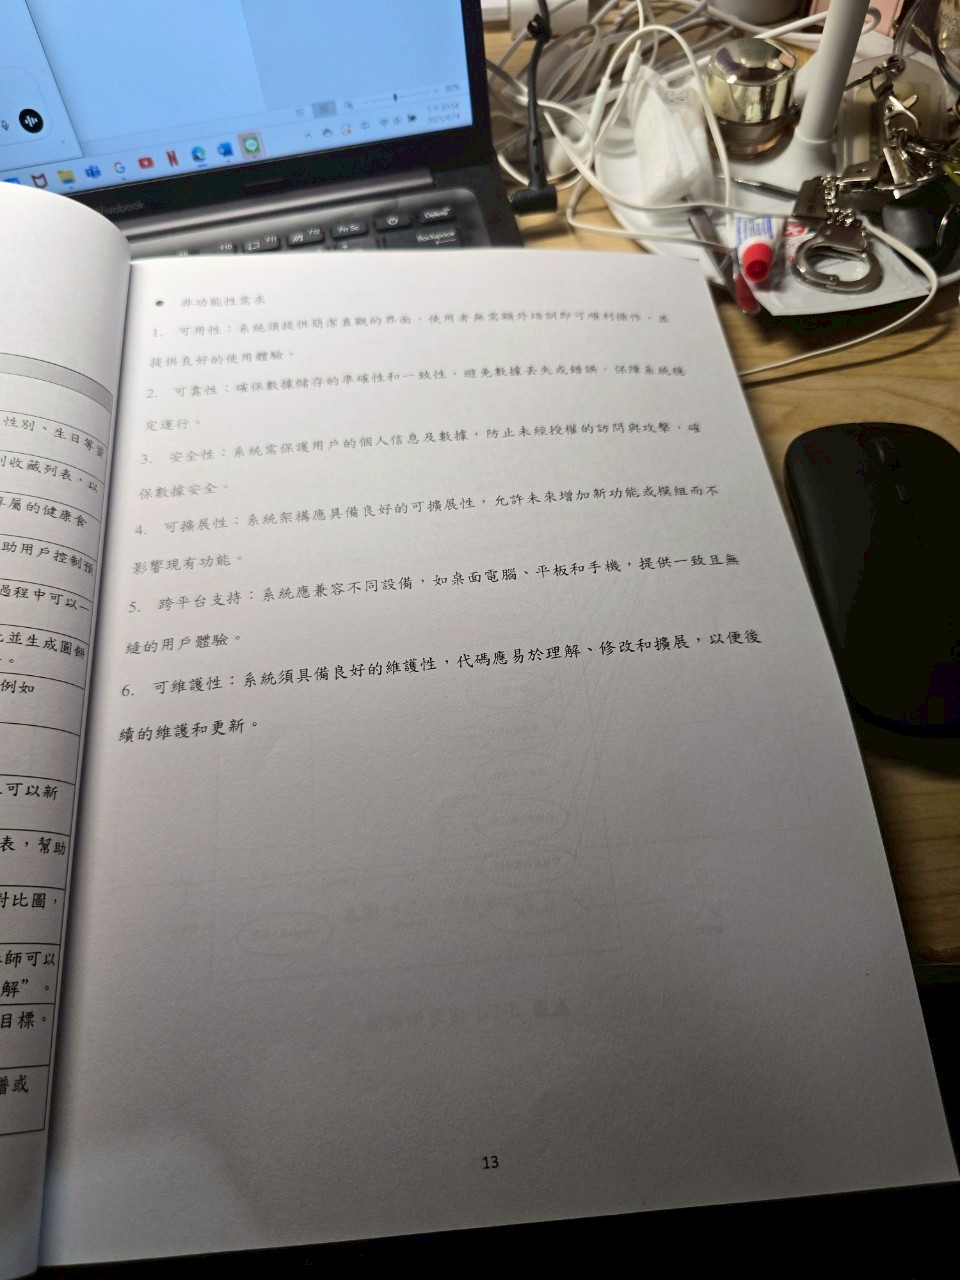 Vivobook
Delete
Backspace
● 非功能性需求
1. 可用性：系統須提供簡潔直觀的界面，使用者無需額外培訓即可順利操作，並
提供良好的使用體驗。
2. 可靠性：確保數據儲存的準確性和一致性，避免數據丟失或錯誤，保障系統穩
定運行。
3. 安全性：系統需保護用戶的個人信息及數據，防止未經授權的訪問與攻擊，確
保數據安全。
4. 可擴展性：系統架構應具備良好的可擴展性，允許未來增加新功能或模組而不
影響現有功能。
5. 跨平台支持：系統應兼容不同設備，如桌面電腦、平板和手機，提供一致且無
縫的用戶體驗。
6. 可維護性：系統須具備良好的維護性，代碼應易於理解、修改和擴展，以便後
續的維護和更新。
13
性別、生日等資
收藏列表，以
屬的健康食
助用戶控制預
過程中可以一
並生成圓餅
。
例如
可以新
表，幫助
對比圖，
師可以
解”。
目標。
譜或